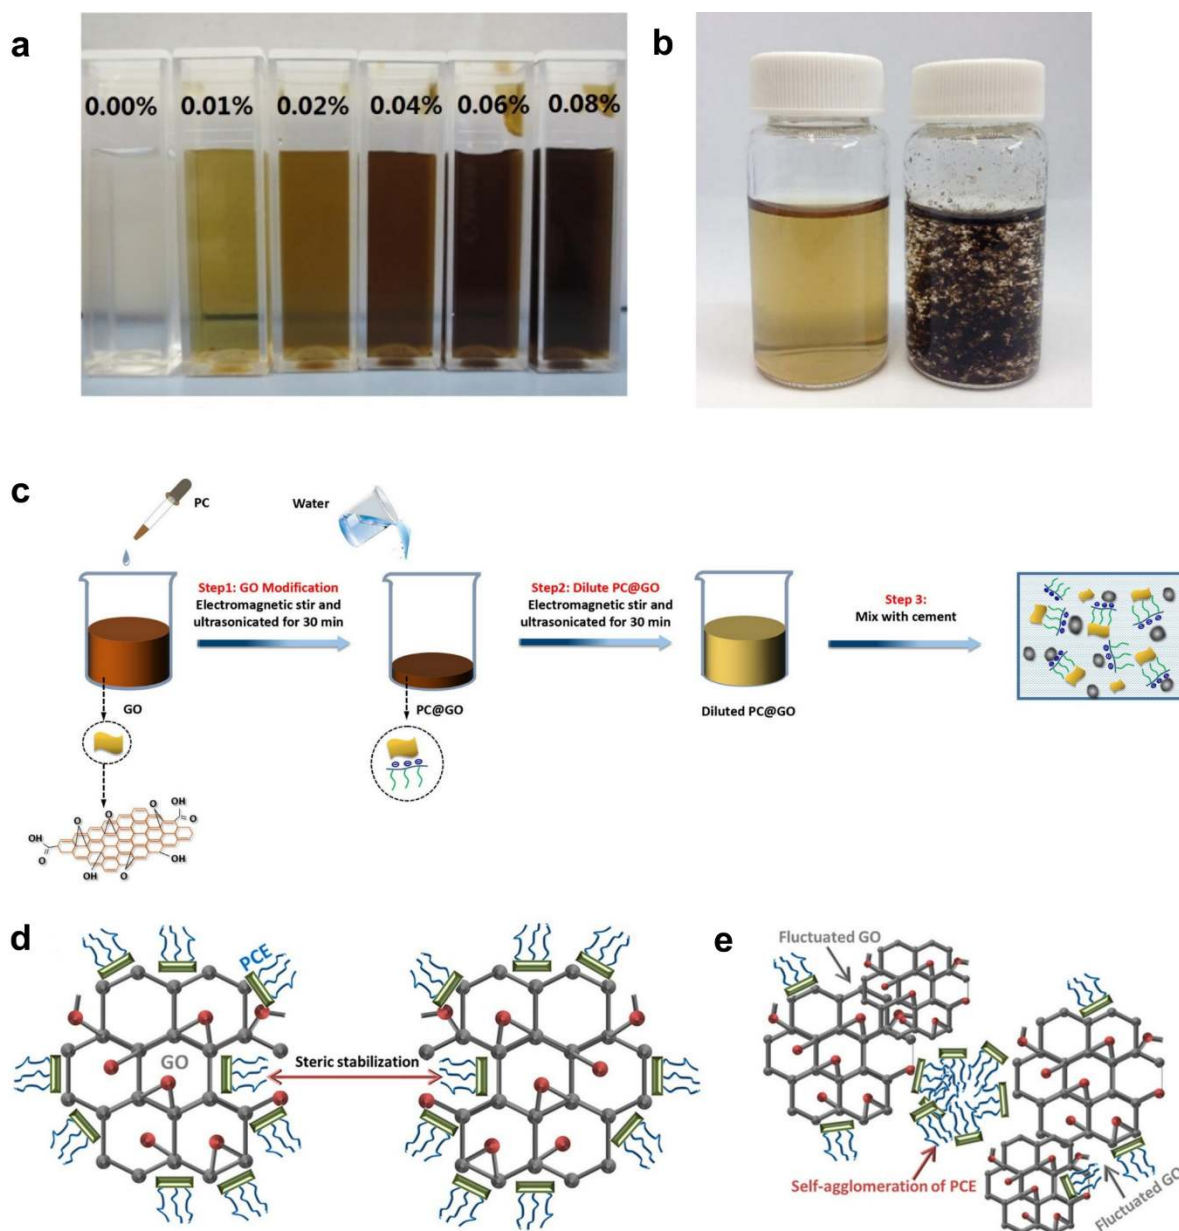 a
b
0.00% 0.01% 0.02% 0.04% 0.06% 0.08%
c
PC
Water
Step1: GO Modification
Electromagnetic stir and
ultrasonicated for 30 min
Step2: Dilute PC@GO
Electromagnetic stir and
ultrasonicated for 30 min
Step 3:
Mix with cement
GO
PC@GO
Diluted PC@GO
O
O
O
OH
O
OH
O
OH
O
OH
d
PCE
GO
Steric stabilization
e
Fluctuated GO
Self-agglomeration of PCE
Fluctuated GO